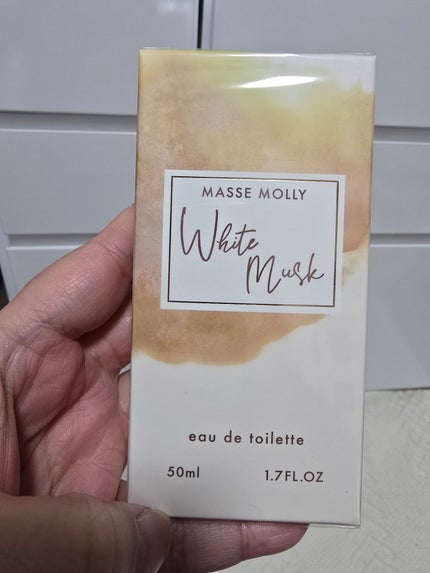 MASSE MOLLY
White
Musk
eau de toilette
50ml 1.7FL.OZ